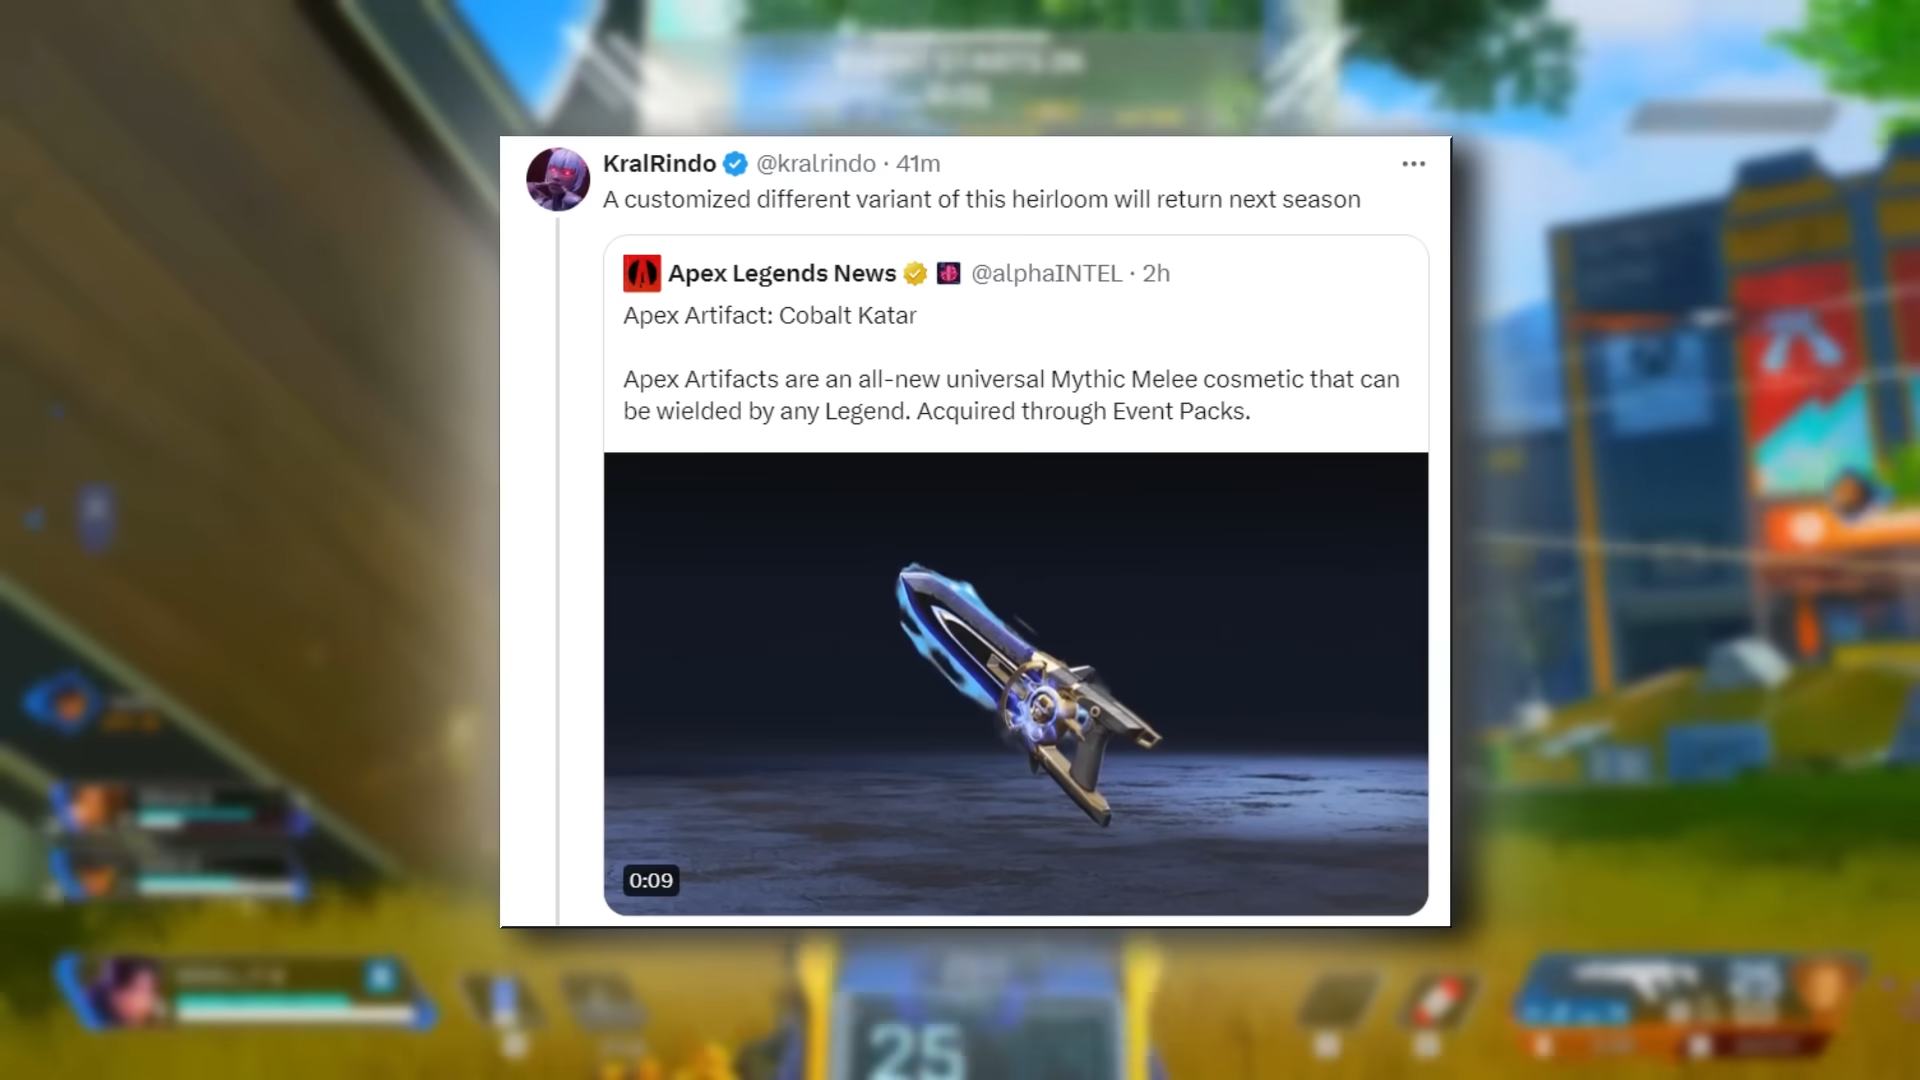 KralRindo @kralrindo · 41m
A customized different variant of this heirloom will return next season
Apex Legends News @alphaINTEL · 2h
Apex Artifact: Cobalt Katar
Apex Artifacts are an all-new universal Mythic Melee cosmetic that can
be wielded by any Legend. Acquired through Event Packs.
0:09
25
25